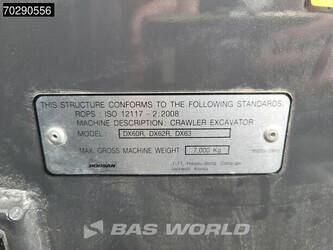 70290556
THIS STRUCTURE CONFORMS TO THE FOLLOWING STANDARDS.
ROPS : ISO 12117 - 2:2008
MACHINE DESCRIPTION: CRAWLER EXCAVATOR
MODEL : DX60R, DX62R, DX63
MAX. GROSS MACHINE WEIGHT 7,000 Kg
DOOSAN
BAS WORLD